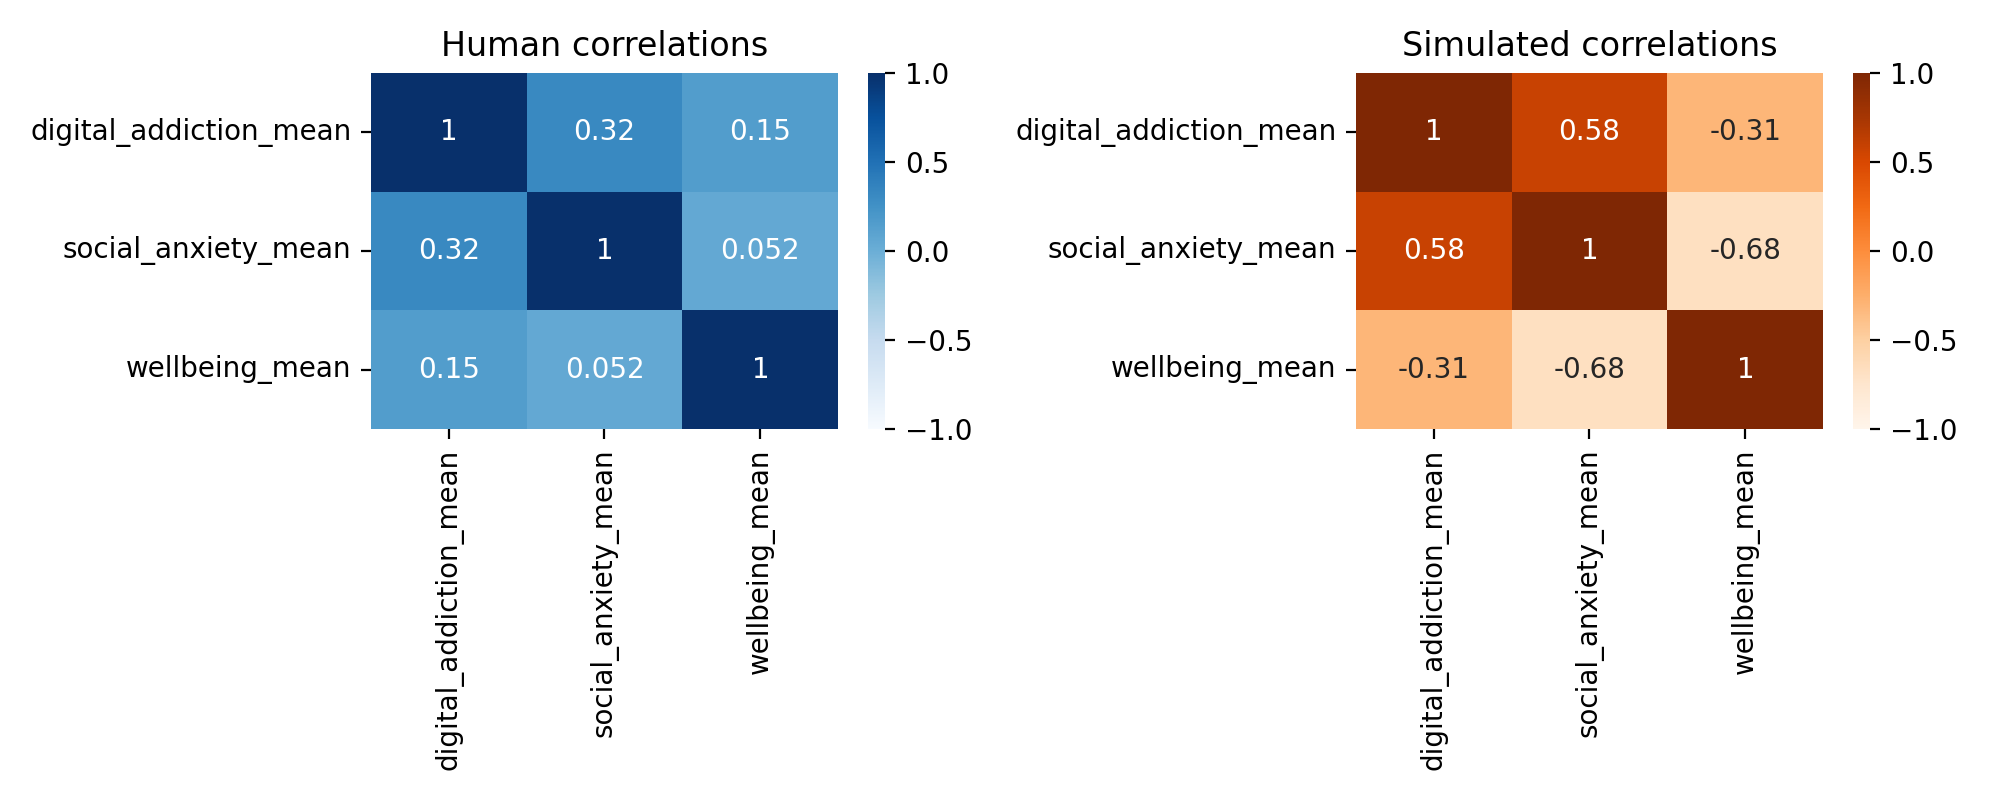 Human correlations
digital_addiction_mean
social_anxiety_mean
wellbeing_mean
1 0.32 0.15
0.32 1 0.052
0.15 0.052 1
digital_addiction_mean
social_anxiety_mean
wellbeing_mean
1.0
0.5
0.0
−0.5
−1.0
Simulated correlations
digital_addiction_mean
social_anxiety_mean
wellbeing_mean
1 0.58 -0.31
0.58 1 -0.68
-0.31 -0.68 1
digital_addiction_mean
social_anxiety_mean
wellbeing_mean
1.0
0.5
0.0
−0.5
−1.0